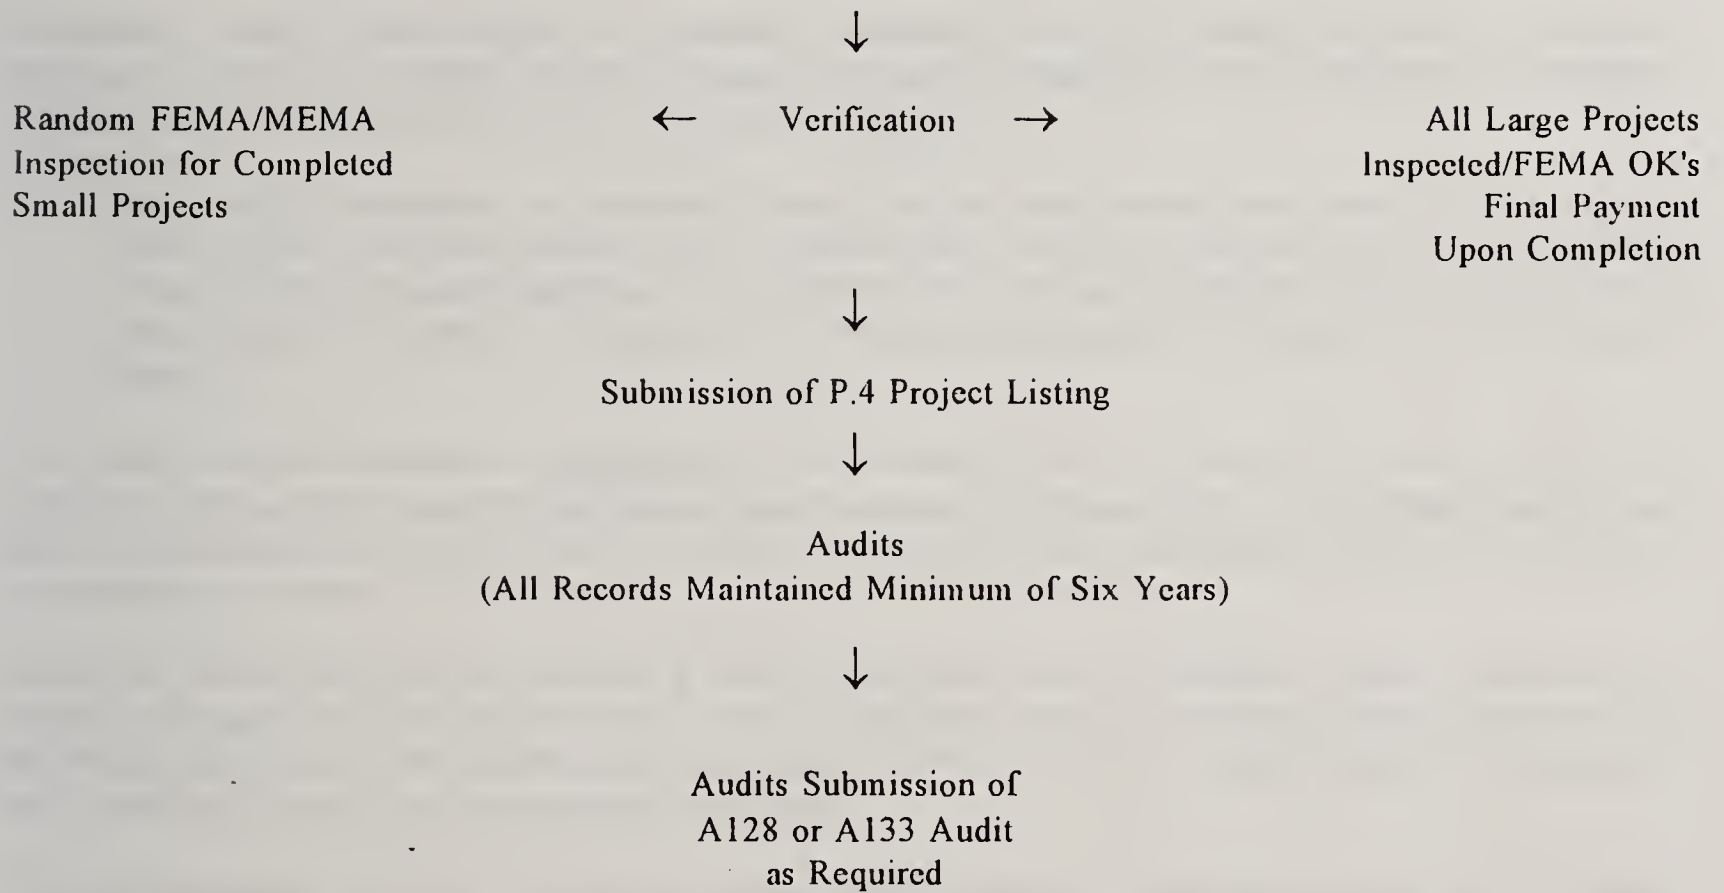 ↓
Random FEMA/MEMA ← Verification → All Large Projects
Inspection for Completed Inspected/FEMA OK's
Small Projects Final Payment
Upon Completion
↓
Submission of P.4 Project Listing
↓
Audits
(All Records Maintained Minimum of Six Years)
↓
Audits Submission of
A128 or A133 Audit
as Required